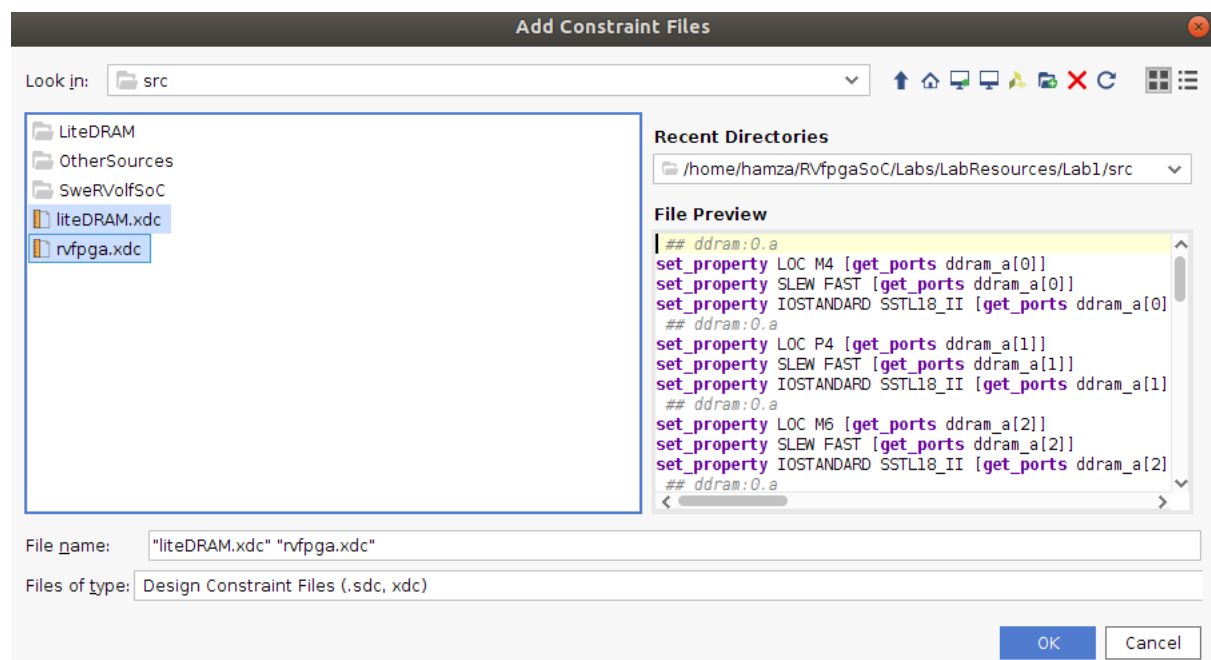 Add Constraint Files
Look in: src
LiteDRAM
OtherSources
SweRVolfSoC
liteDRAM.xdc
rvfpga.xdc
Recent Directories
/home/hamza/RVfpgaSoC/Labs/LabResources/Lab1/src
File Preview
## ddram:0.a
set_property LOC M4 [get_ports ddram_a[0]]
set_property SLEW FAST [get_ports ddram_a[0]]
set_property IOSTANDARD SSTL18_II [get_ports ddram_a[0]
## ddram:0.a
set_property LOC P4 [get_ports ddram_a[1]]
set_property SLEW FAST [get_ports ddram_a[1]]
set_property IOSTANDARD SSTL18_II [get_ports ddram_a[1]
## ddram:0.a
set_property LOC M6 [get_ports ddram_a[2]]
set_property SLEW FAST [get_ports ddram_a[2]]
set_property IOSTANDARD SSTL18_II [get_ports ddram_a[2]
## ddram:0.a
File name: "liteDRAM.xdc" "rvfpga.xdc"
Files of type: Design Constraint Files (.sdc, xdc)
OK Cancel